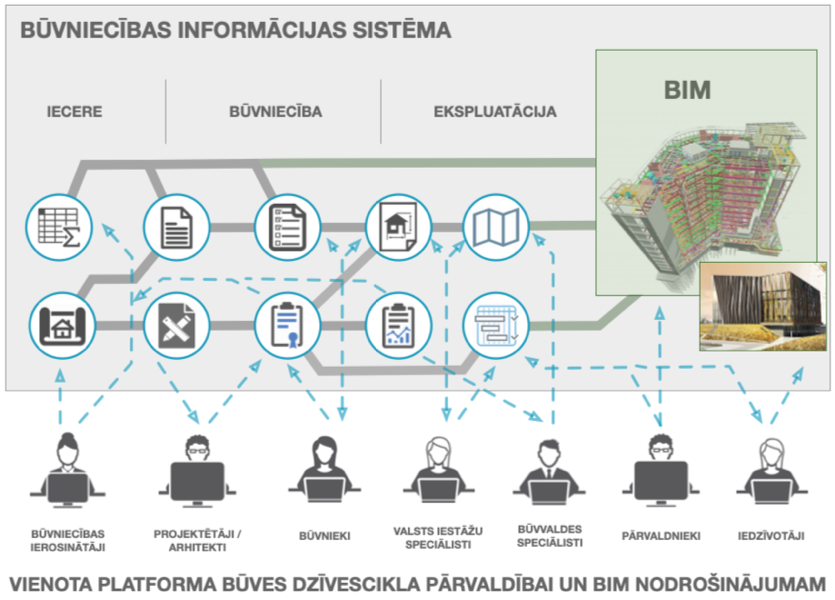 BŪVNIECĪBAS INFORMĀCIJAS SISTĒMA
BIM
IECERE
BŪVNIECĪBA
EKSPLUATĀCIJA
BŪVNIECĪBAS
IEROSINĀTĀJI
PROJEKTĒTĀJI /
ARHITEKTI
BŪVNIEKI
VALSTS IESTĀŽU
SPECIĀLISTI
BŪVVALDES
SPECIĀLISTI
PĀRVALDNIEKI
IEDZĪVOTĀJI
VIENOTA PLATFORMA BŪVES DZĪVESCIKLA PĀRVALDĪBAI UN BIM NODROŠINĀJUMAM